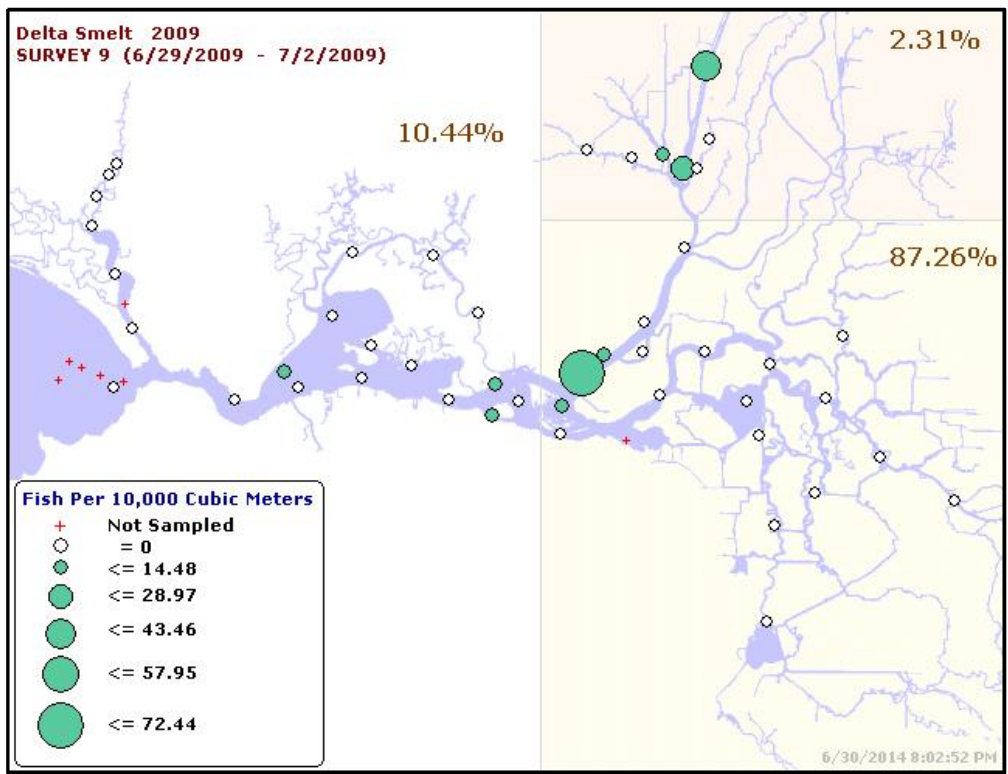 Delta Smelt 2009
SURVEY 9 (6/29/2009 - 7/2/2009)
10.44%
2.31%
87.26%
Fish Per 10,000 Cubic Meters
Not Sampled
= 0
<= 14.48
<= 28.97
<= 43.46
<= 57.95
<= 72.44
6/30/2014 8:02:52 PM